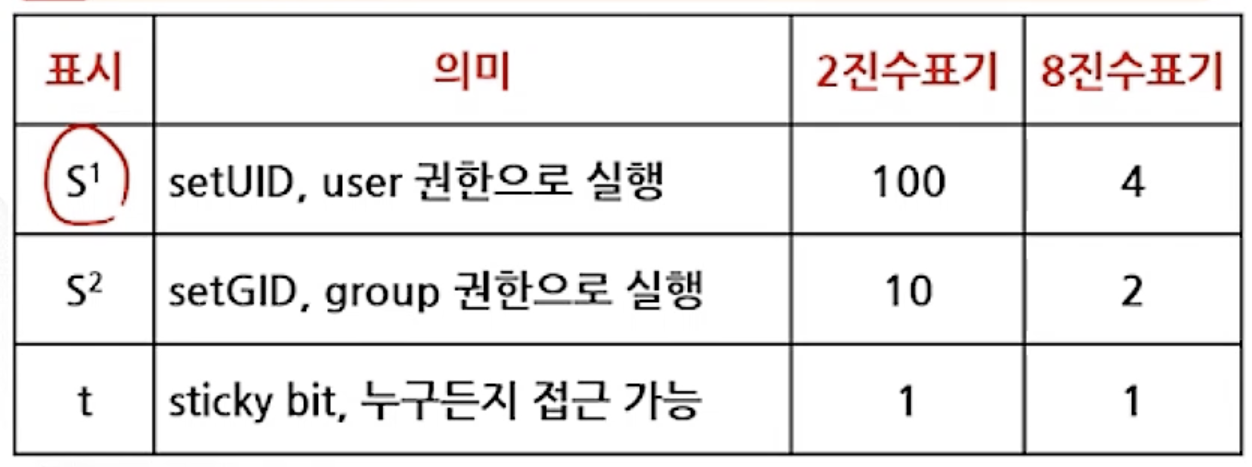 표시 의미 2진수표기 8진수표기
S¹ setUID, user 권한으로 실행 100 4
S² setGID, group 권한으로 실행 10 2
t sticky bit, 누구든지 접근 가능 1 1